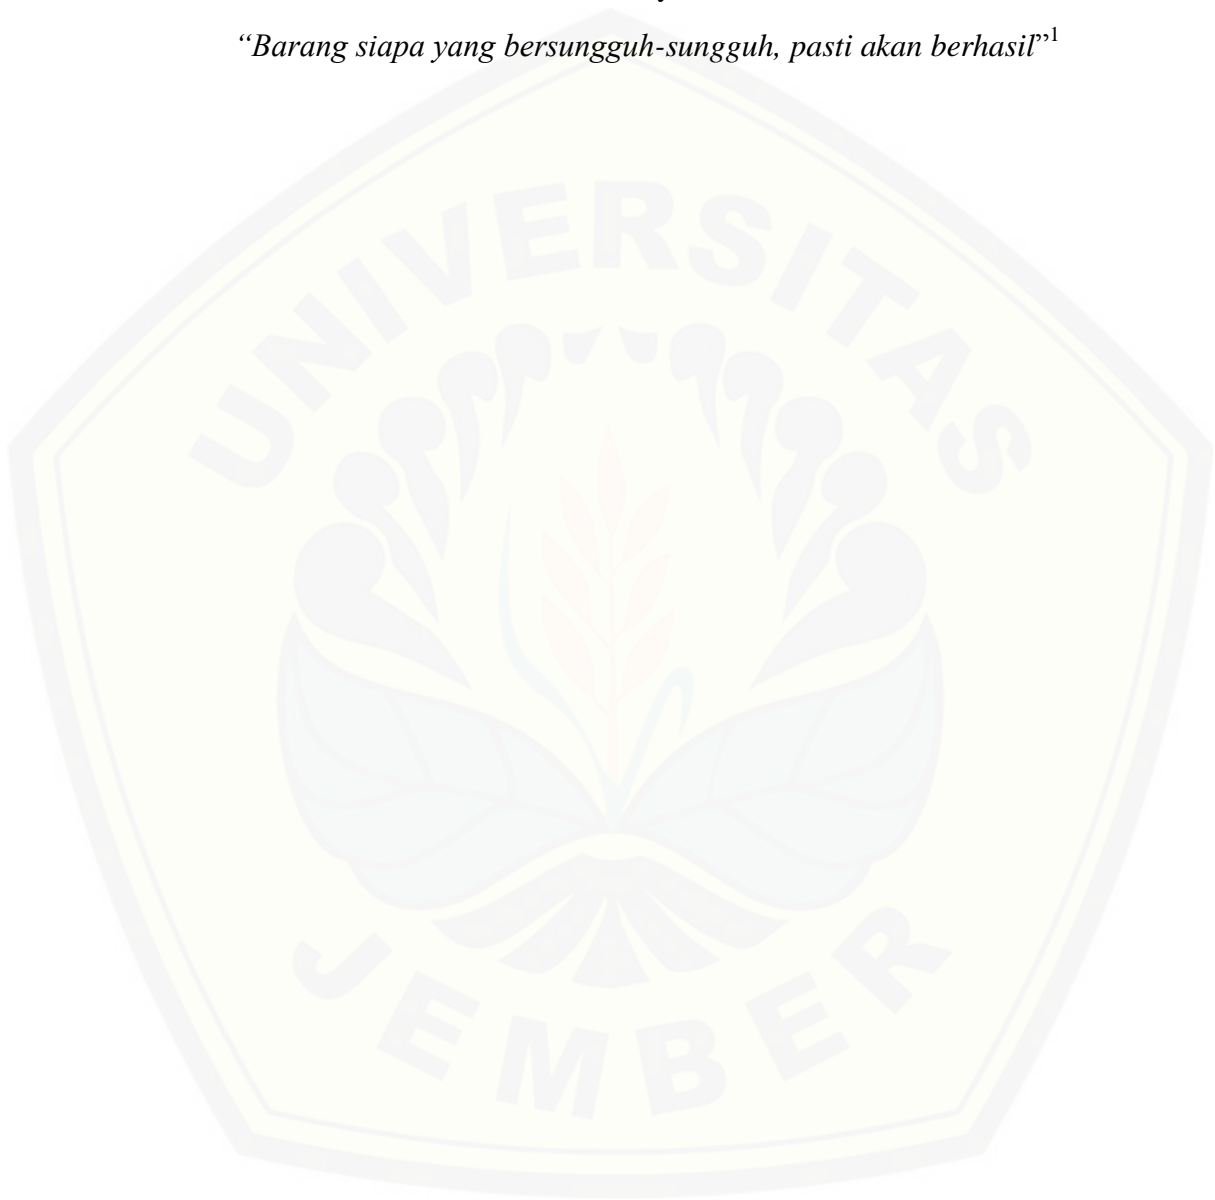 “Barang siapa yang bersungguh-sungguh, pasti akan berhasil”1
UNIVERSITAS
JEMBER